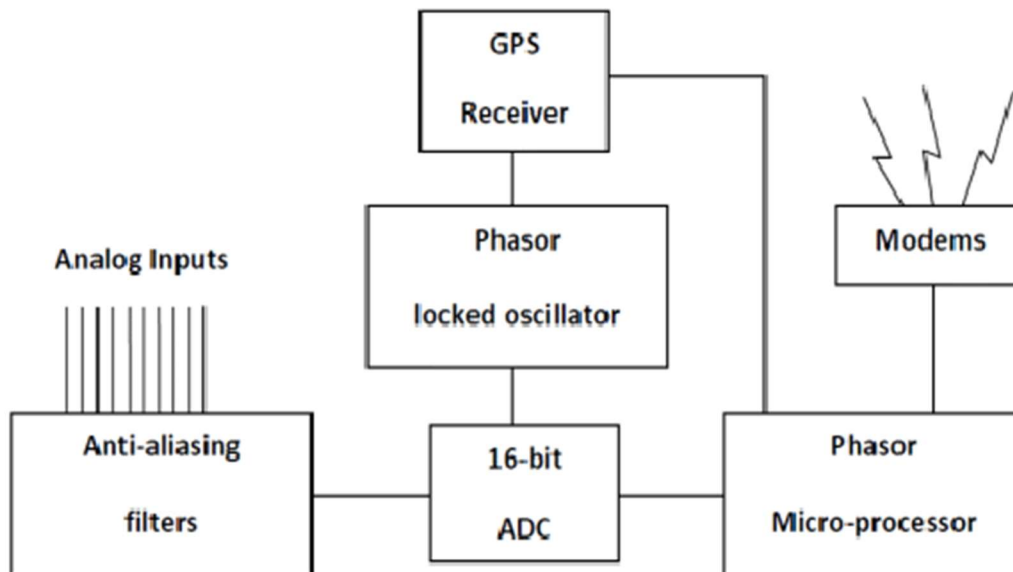 GPS
Receiver
Phasor
locked oscillator
Modems
Analog Inputs
Anti-aliasing
filters
16-bit
ADC
Phasor
Micro-processor